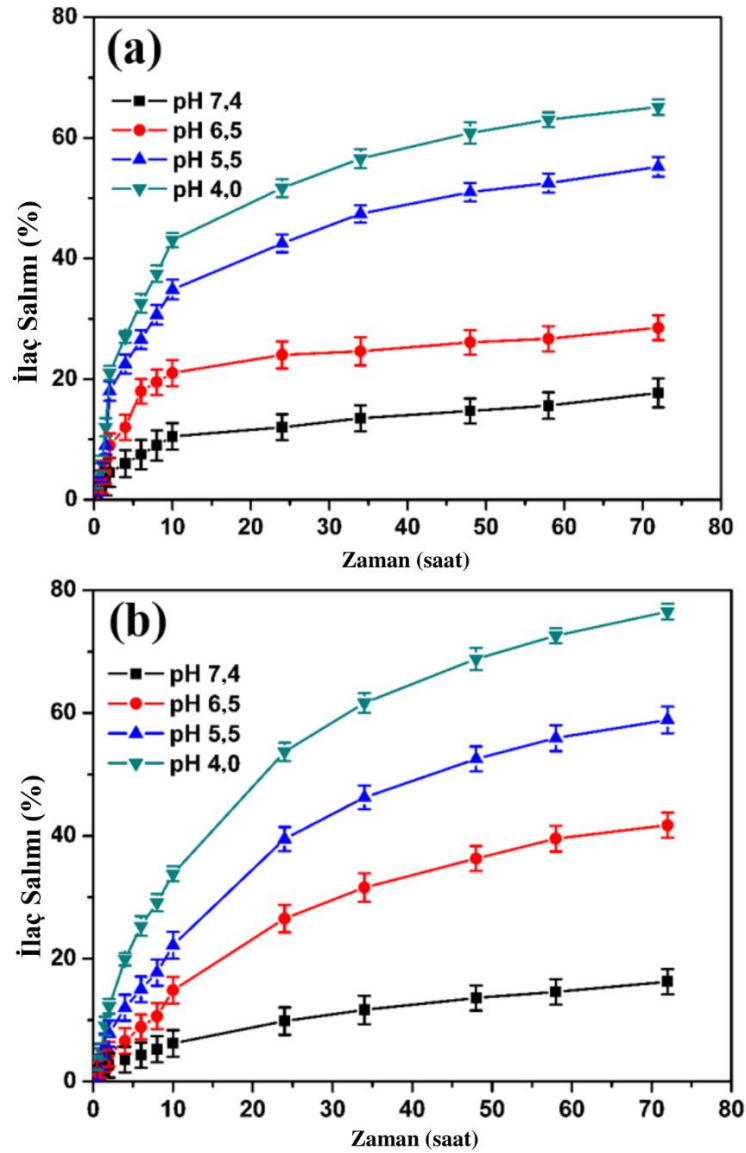 (a)
pH 7,4
pH 6,5
pH 5,5
pH 4,0
İlaç Salımı (%)
80
60
40
20
0
0 10 20 30 40 50 60 70 80
Zaman (saat)
(b)
pH 7,4
pH 6,5
pH 5,5
pH 4,0
İlaç Salımı (%)
80
60
40
20
0
0 10 20 30 40 50 60 70 80
Zaman (saat)